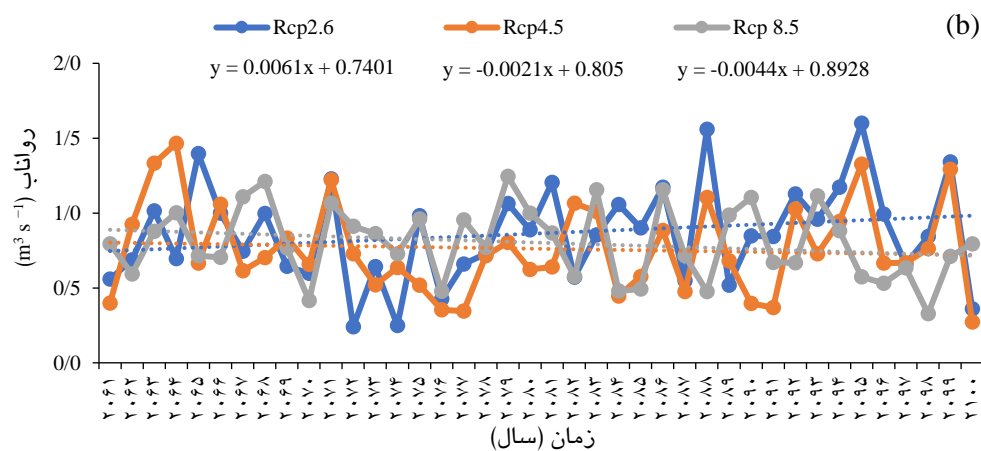 Rcp2.6 Rcp4.5 Rcp 8.5 (b)
y = 0.0061x + 0.7401 y = -0.0021x + 0.805 y = -0.0044x + 0.8928
2/0
1/5
1/0
0/5
0/0
رواناب (m³ s⁻¹)
۲۰۶۱ ۲۰۶۲ ۲۰۶۳ ۲۰۶۴ ۲۰۶۵ ۲۰۶۶ ۲۰۶۷ ۲۰۶۸ ۲۰۶۹ ۲۰۷۰ ۲۰۷۱ ۲۰۷۲ ۲۰۷۳ ۲۰۷۴ ۲۰۷۵ ۲۰۷۶ ۲۰۷۷ ۲۰۷۸ ۲۰۷۹ ۲۰۸۰ ۲۰۸۱ ۲۰۸۲ ۲۰۸۳ ۲۰۸۴ ۲۰۸۵ ۲۰۸۶ ۲۰۸۷ ۲۰۸۸ ۲۰۸۹ ۲۰۹۰ ۲۰۹۱ ۲۰۹۲ ۲۰۹۳ ۲۰۹۴ ۲۰۹۵ ۲۰۹۶ ۲۰۹۷ ۲۰۹۸ ۲۰۹۹ ۲۱۰۰
زمان (سال)